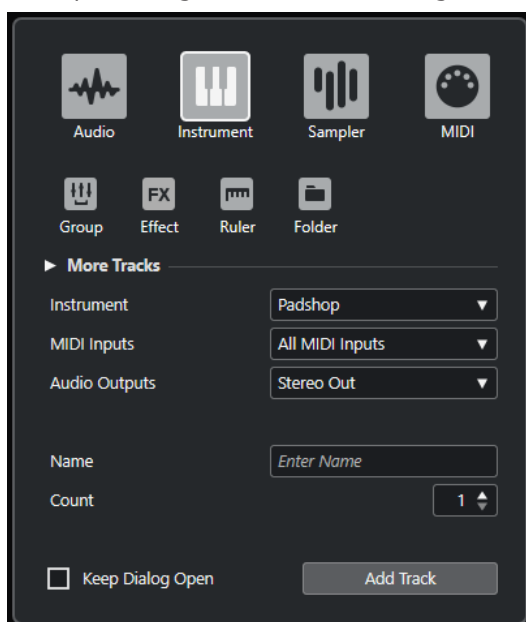 Audio Instrument Sampler MIDI
FX
Group Effect Ruler Folder
More Tracks
Instrument Padshop
MIDI Inputs All MIDI Inputs
Audio Outputs Stereo Out
Name Enter Name
Count 1
Keep Dialog Open Add Track